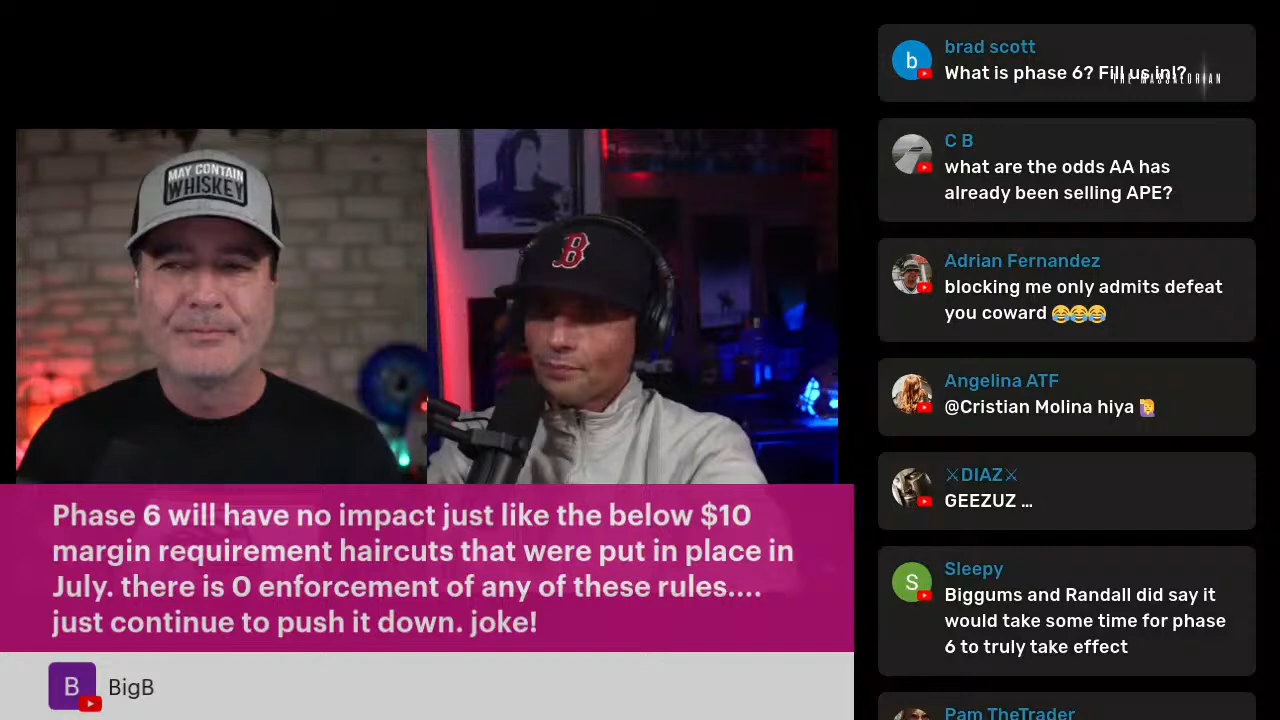 MAY CONTAIN
WHISKEY
B
Phase 6 will have no impact just like the below $10
margin requirement haircuts that were put in place in
July. there is 0 enforcement of any of these rules....
just continue to push it down. joke!
B
BigB
b
brad scott
What is phase 6? Fill us in!?
C B
what are the odds AA has
already been selling APE?
Adrian Fernandez
blocking me only admits defeat
you coward 😂😂😂
Angelina ATF
@Cristian Molina hiya 🙋‍♀️
⚔DIAZ⚔
GEEZUZ ...
S
Sleepy
Biggums and Randall did say it
would take some time for phase
6 to truly take effect
Pam TheTrader